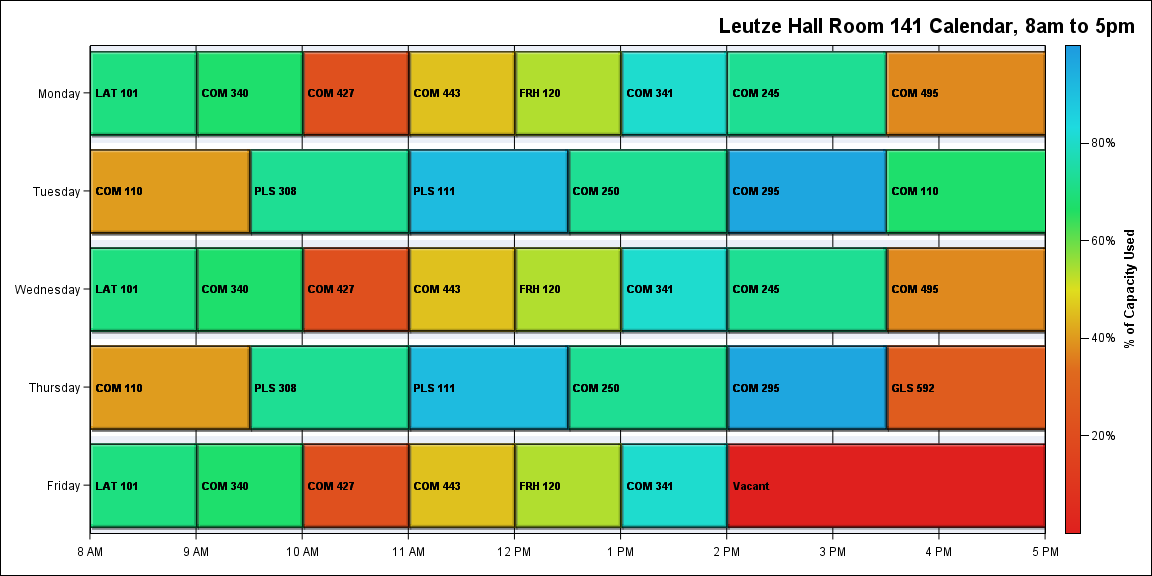 Leutze Hall Room 141 Calendar, 8am to 5pm
Monday
LAT 101
COM 340
COM 427
COM 443
FRH 120
COM 341
COM 245
COM 495
Tuesday
COM 110
PLS 308
PLS 111
COM 250
COM 295
COM 110
Wednesday
LAT 101
COM 340
COM 427
COM 443
FRH 120
COM 341
COM 245
COM 495
Thursday
COM 110
PLS 308
PLS 111
COM 250
COM 295
GLS 592
Friday
LAT 101
COM 340
COM 427
COM 443
FRH 120
COM 341
Vacant
8 AM
9 AM
10 AM
11 AM
12 PM
1 PM
2 PM
3 PM
4 PM
5 PM
80%
60%
40%
20%
% of Capacity Used